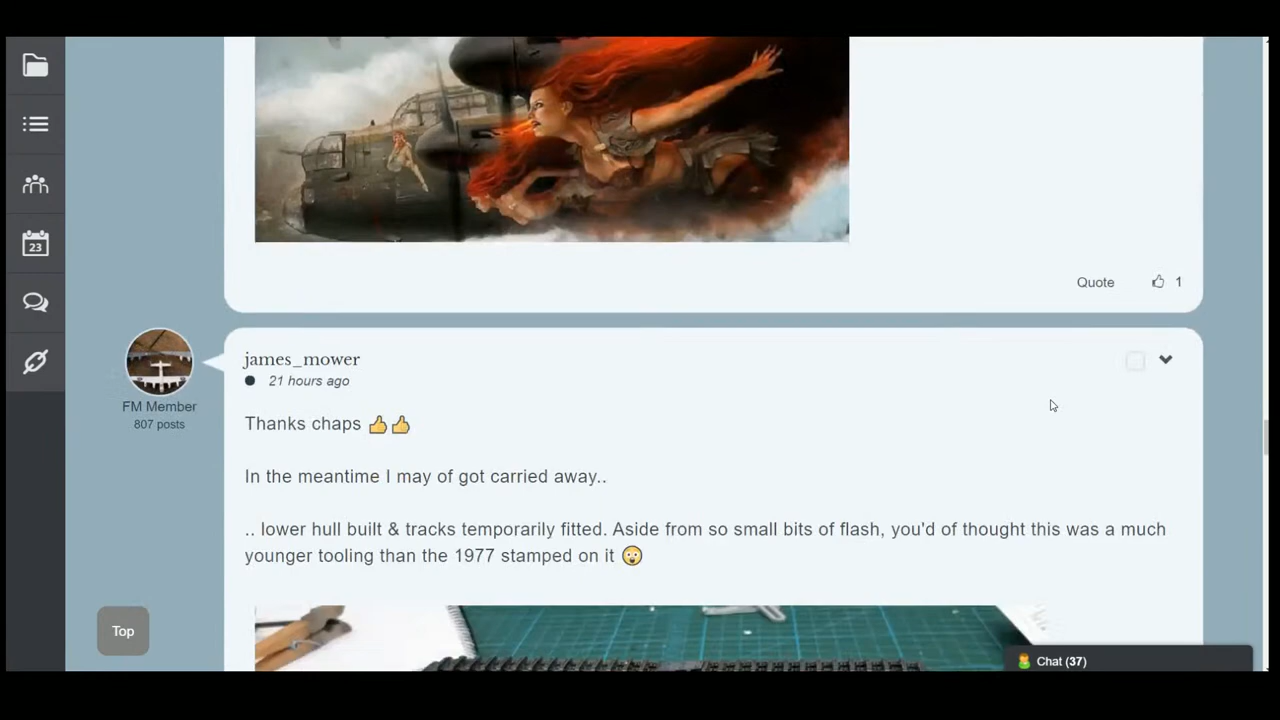 23
Quote 1
james_mower
21 hours ago
FM Member
807 posts
Thanks chaps 👍👍
In the meantime I may of got carried away..
.. lower hull built & tracks temporarily fitted. Aside from so small bits of flash, you'd of thought this was a much
younger tooling than the 1977 stamped on it 😲
Top
Chat (37)